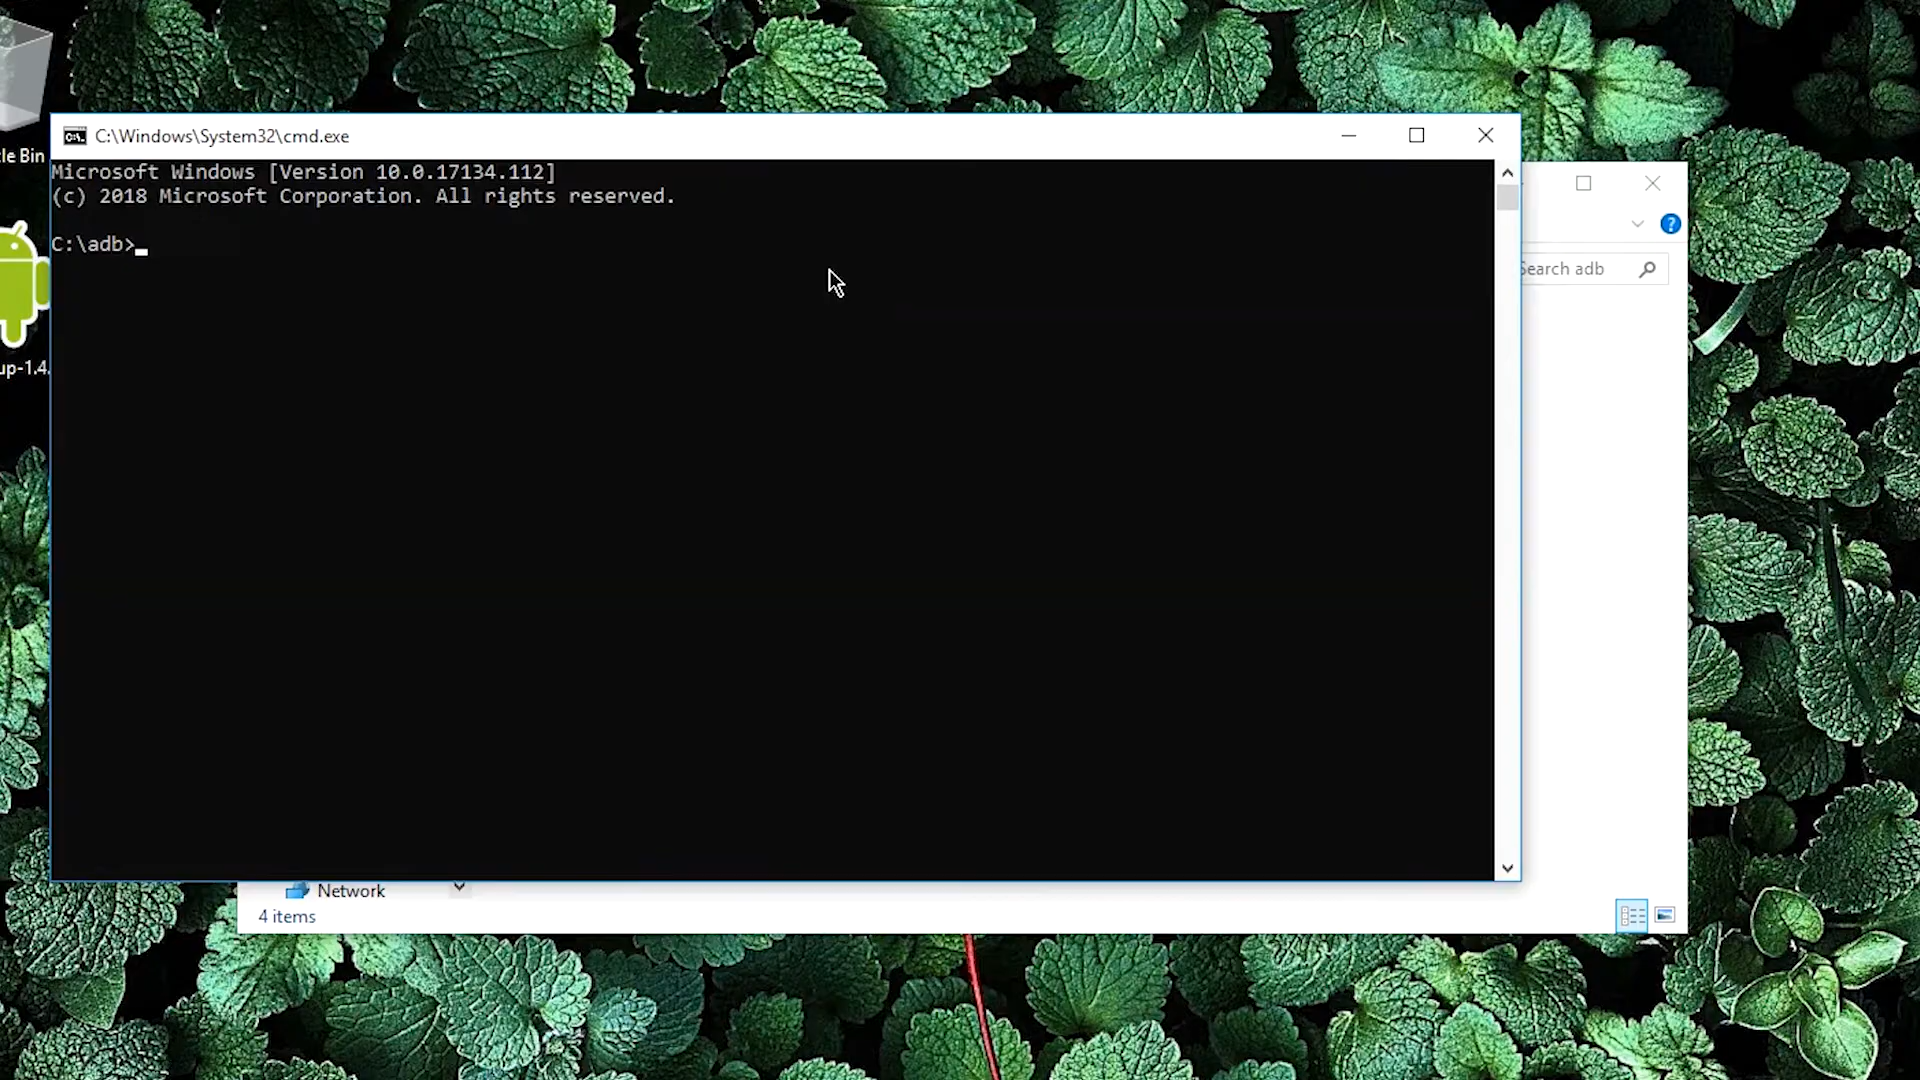 C:\Windows\System32\cmd.exe
Microsoft Windows [Version 10.0.17134.112]
(c) 2018 Microsoft Corporation. All rights reserved.
C:\adb>
cle Bin
up-1.4.
?
Search adb
Network
4 items